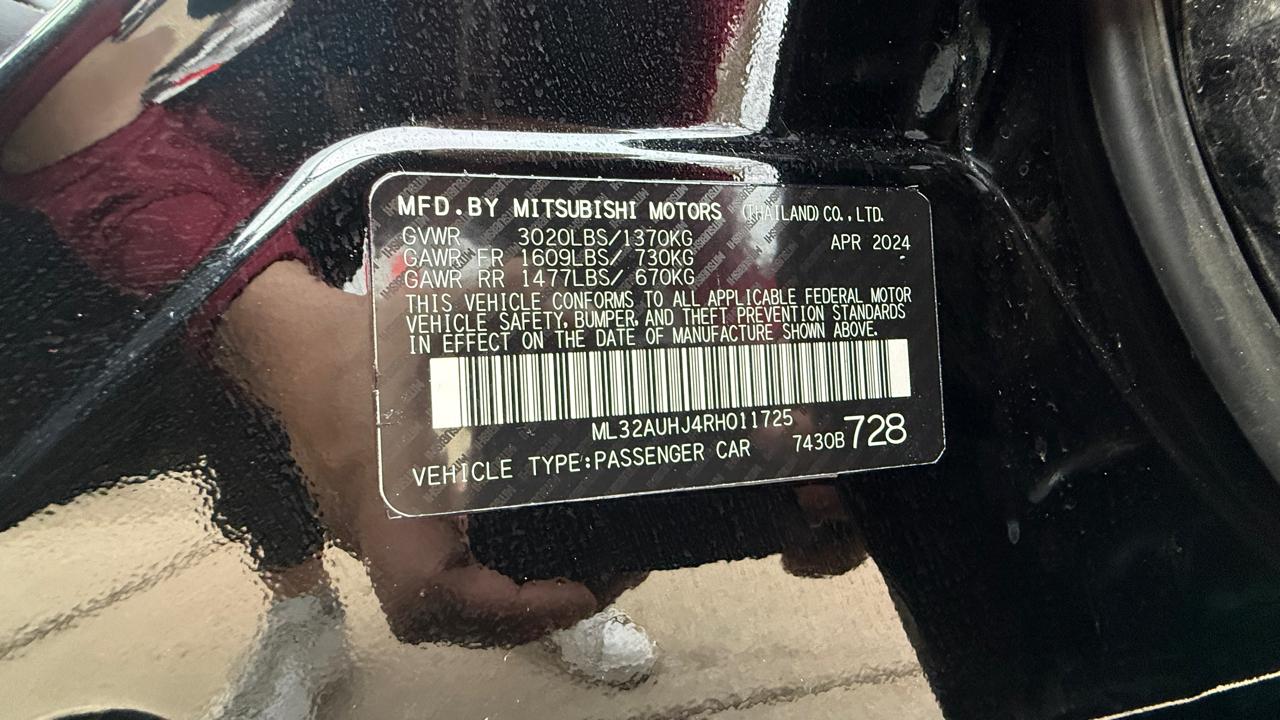 MFD.BY MITSUBISHI MOTORS (THAILAND) CO.,LTD.
GVWR 3020LBS/1370KG APR 2024
GAWR FR 1609LBS/ 730KG
GAWR RR 1477LBS/ 670KG
THIS VEHICLE CONFORMS TO ALL APPLICABLE FEDERAL MOTOR
VEHICLE SAFETY, BUMPER, AND THEFT PREVENTION STANDARDS
IN EFFECT ON THE DATE OF MANUFACTURE SHOWN ABOVE.
ML32AUHJ4RH011725
VEHICLE TYPE:PASSENGER CAR 7430B 728